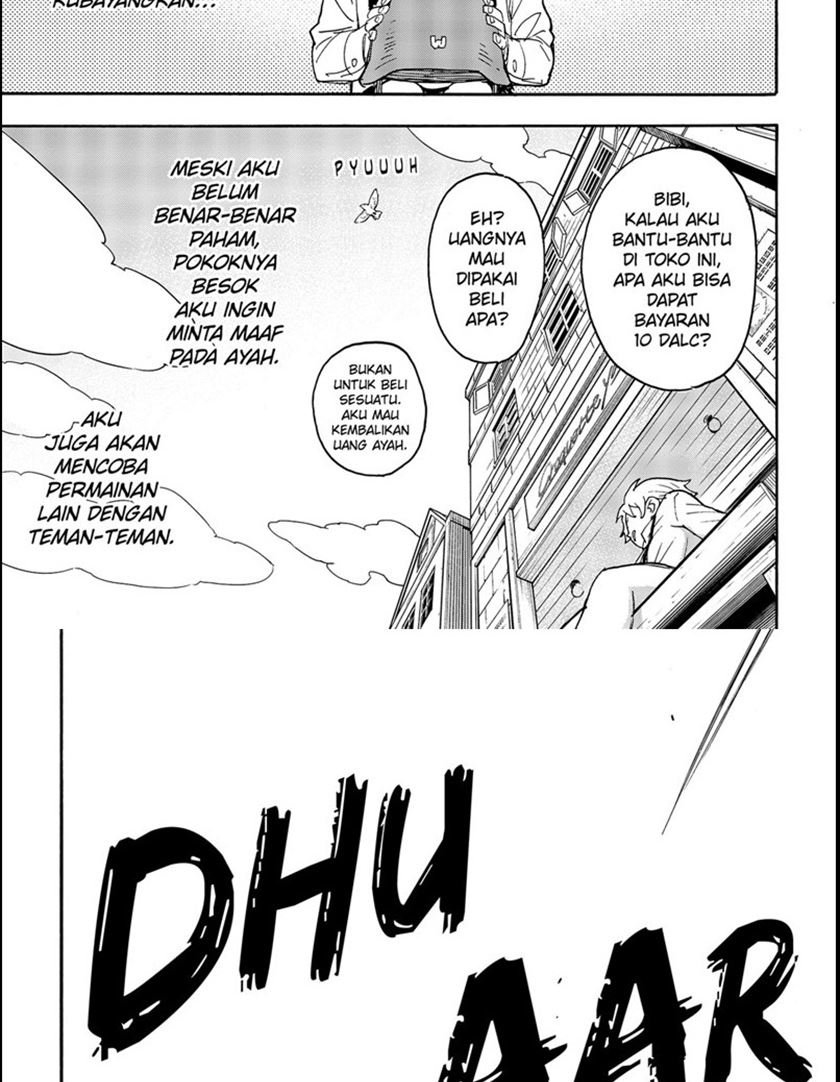 KUBAYANGKAN...
W
BIBI,
KALAU AKU
BANTU-BANTU
DI TOKO INI,
APA AKU BISA
DAPAT
BAYARAN
10 DALC?
EH?
UANGNYA
MAU
DIPAKAI
BELI
APA?
BUKAN
UNTUK BELI
SESUATU.
AKU MAU
KEMBALIKAN
UANG AYAH.
PYUUUH
MESKI AKU
BELUM
BENAR-BENAR
PAHAM,
POKOKNYA
BESOK
AKU INGIN
MINTA MAAF
PADA AYAH.
AKU
JUGA AKAN
MENCOBA
PERMAINAN
LAIN DENGAN
TEMAN-TEMAN.
DHU
AAR